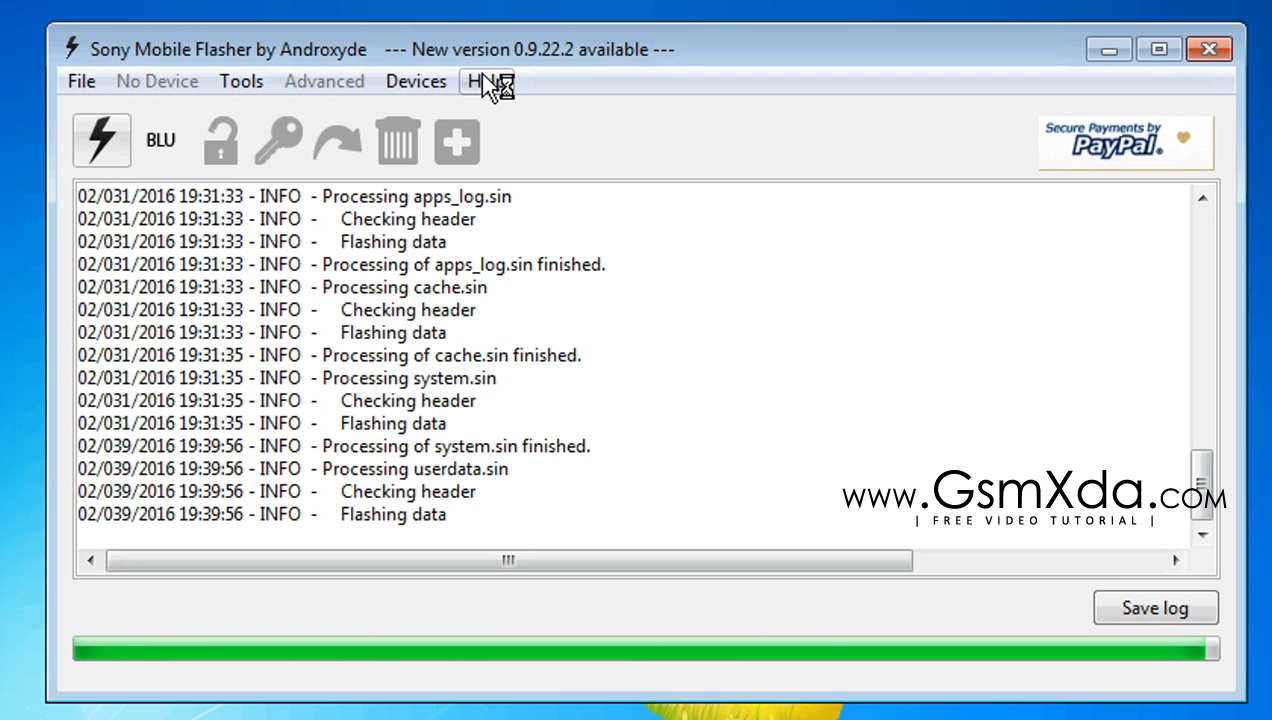 Sony Mobile Flasher by Androxyde --- New version 0.9.22.2 available ---
File No Device Tools Advanced Devices
BLU
Secure Payments by
PayPal.
02/031/2016 19:31:33 - INFO - Processing apps_log.sin
02/031/2016 19:31:33 - INFO - Checking header
02/031/2016 19:31:33 - INFO - Flashing data
02/031/2016 19:31:33 - INFO - Processing of apps_log.sin finished.
02/031/2016 19:31:33 - INFO - Processing cache.sin
02/031/2016 19:31:33 - INFO - Checking header
02/031/2016 19:31:33 - INFO - Flashing data
02/031/2016 19:31:35 - INFO - Processing of cache.sin finished.
02/031/2016 19:31:35 - INFO - Processing system.sin
02/031/2016 19:31:35 - INFO - Checking header
02/031/2016 19:31:35 - INFO - Flashing data
02/039/2016 19:39:56 - INFO - Processing of system.sin finished.
02/039/2016 19:39:56 - INFO - Processing userdata.sin
02/039/2016 19:39:56 - INFO - Checking header
02/039/2016 19:39:56 - INFO - Flashing data
www.GsmXda.com
| FREE VIDEO TUTORIAL |
Save log